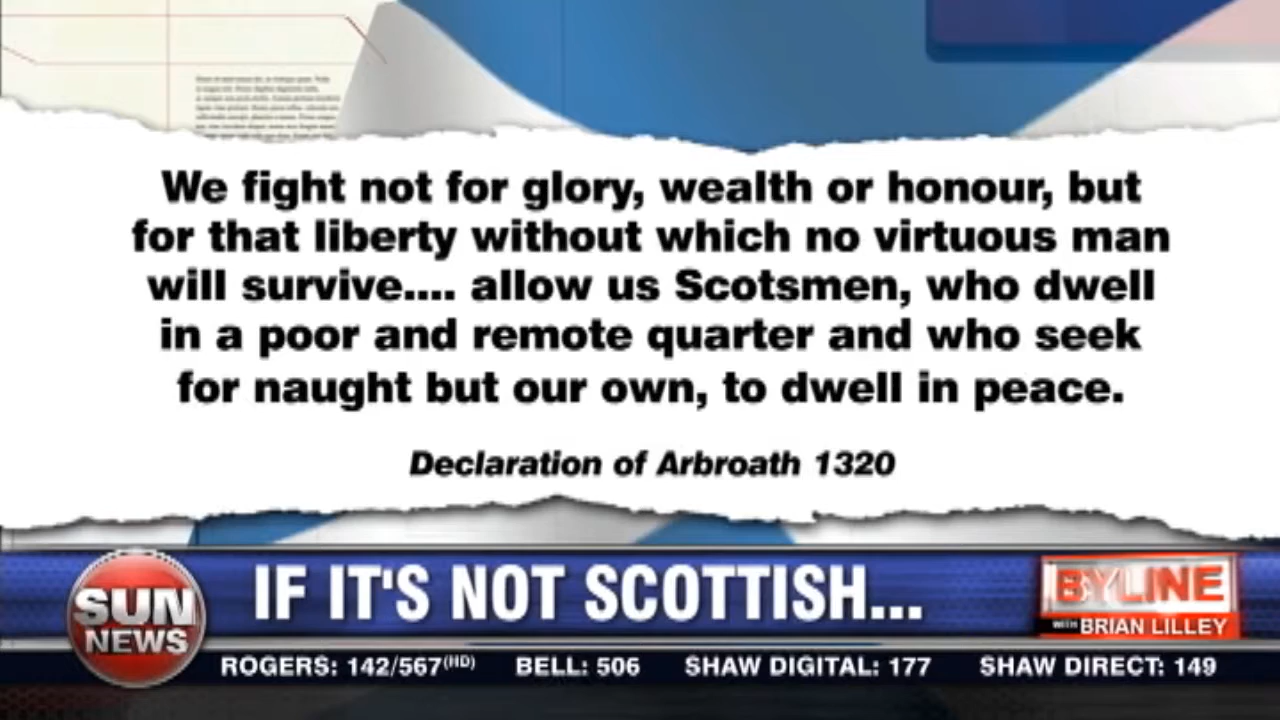 We fight not for glory, wealth or honour, but
for that liberty without which no virtuous man
will survive.... allow us Scotsmen, who dwell
in a poor and remote quarter and who seek
for naught but our own, to dwell in peace.
Declaration of Arbroath 1320
SUN
NEWS
IF IT'S NOT SCOTTISH...
BYLINE
WITH BRIAN LILLEY
ROGERS: 142/567(HD) BELL: 506 SHAW DIGITAL: 177 SHAW DIRECT: 149